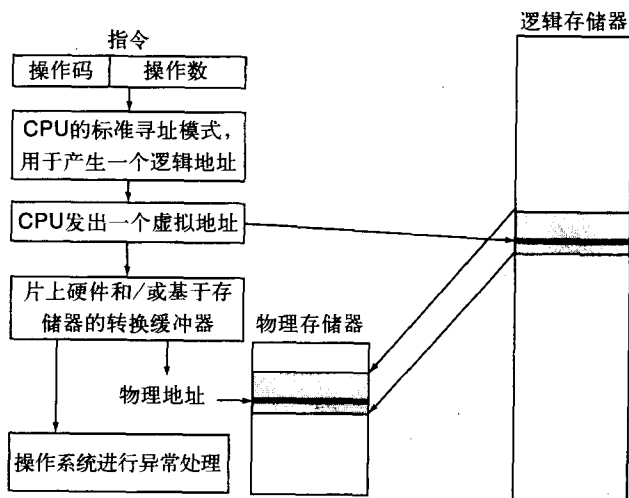 逻辑存储器
指令
操作码 操作数
CPU的标准寻址模式，
用于产生一个逻辑地址
CPU发出一个虚拟地址
片上硬件和/或基于存
储器的转换缓冲器
物理存储器
物理地址
操作系统进行异常处理